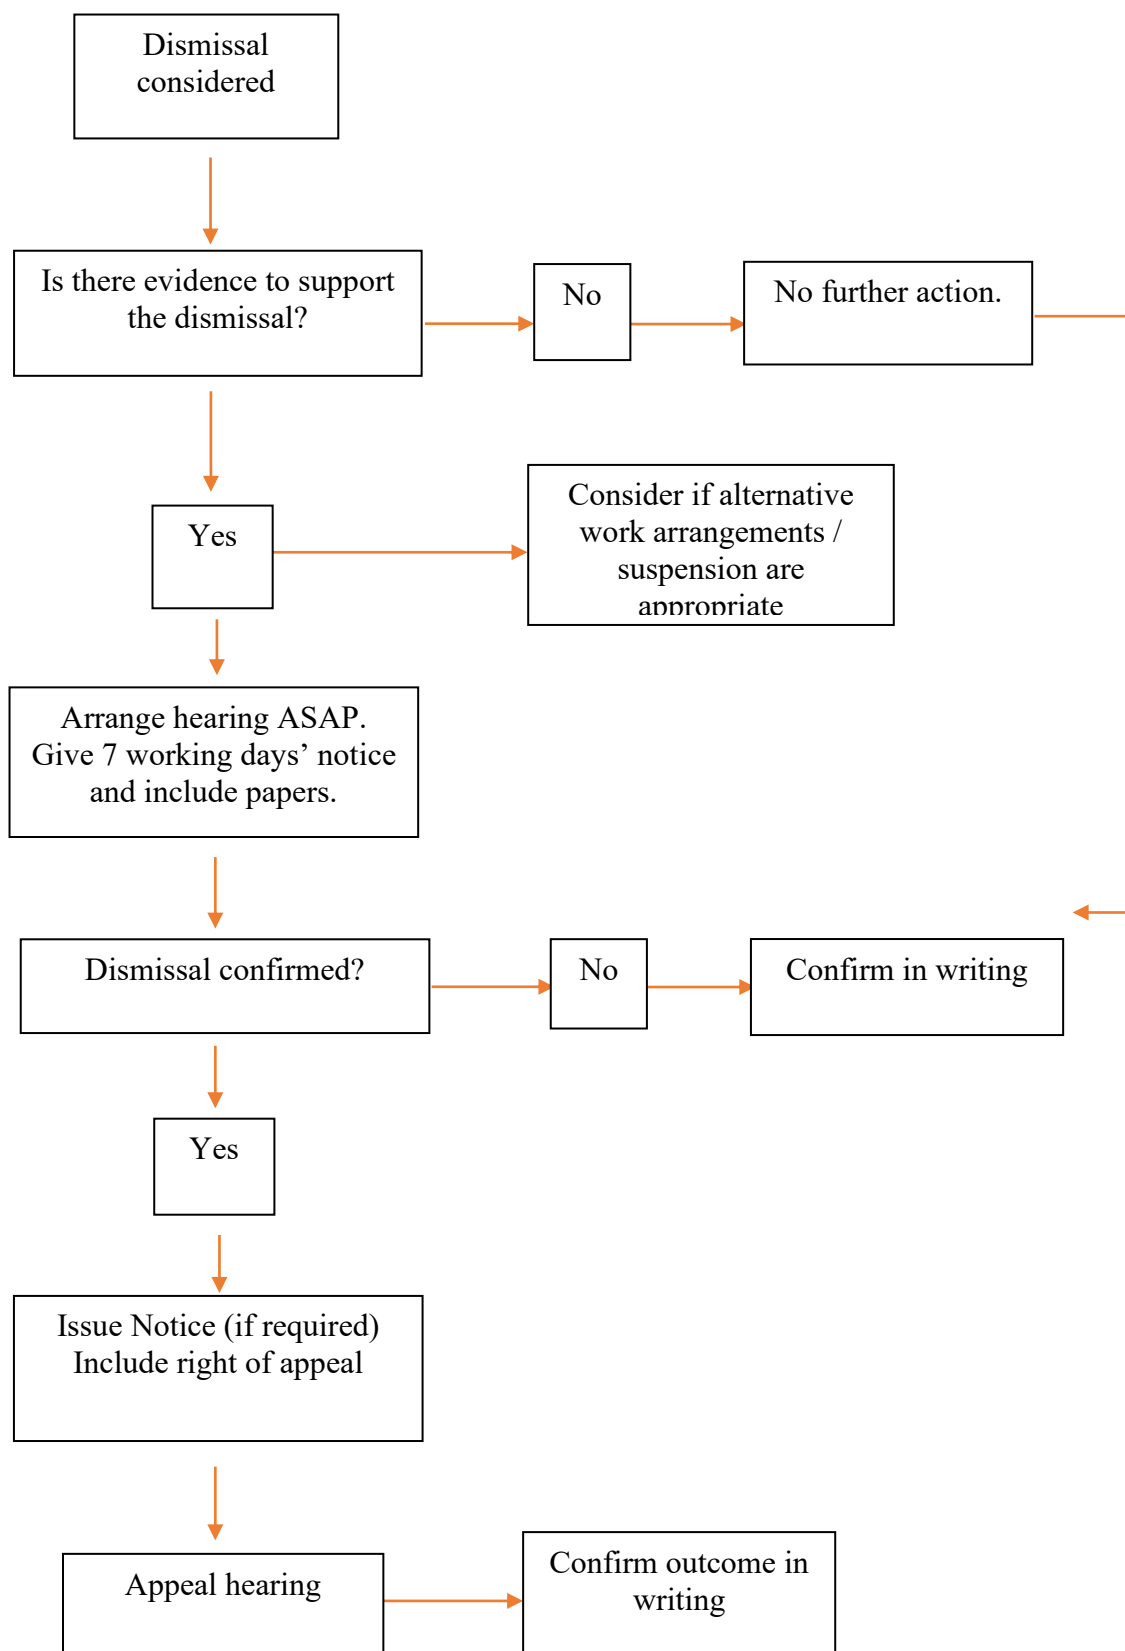 Dismissal
considered
Is there evidence to support
the dismissal?
No
No further action.
Yes
Consider if alternative
work arrangements /
suspension are
appropriate
Arrange hearing ASAP.
Give 7 working days’ notice
and include papers.
Dismissal confirmed?
No
Confirm in writing
Yes
Issue Notice (if required)
Include right of appeal
Appeal hearing
Confirm outcome in
writing